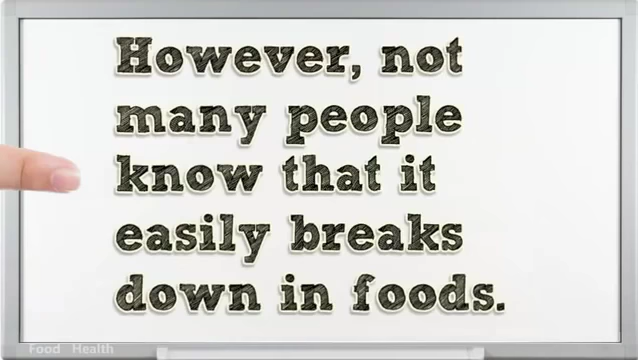 However, not
many people
know that it
easily breaks
down in foods.
Food Health